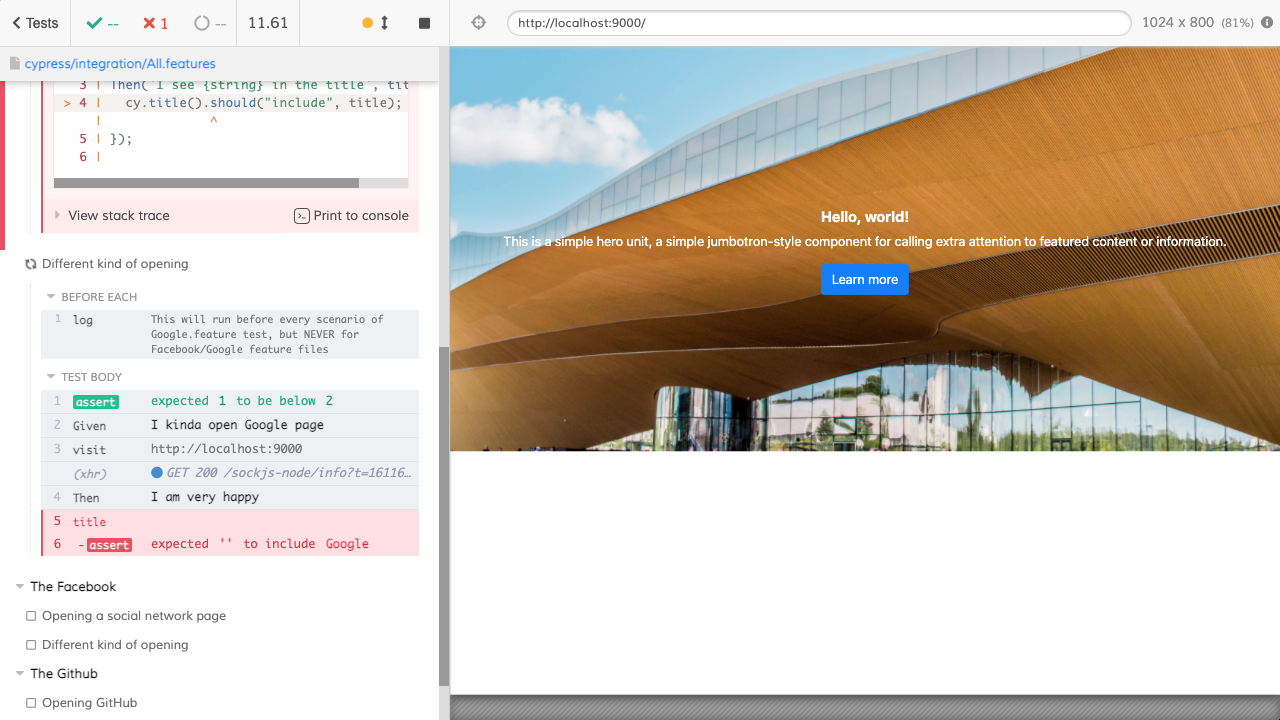 Tests
--
1
--
11.61
http://localhost:9000/
1024 x 800 (81%)
cypress/integration/All.features
3 | Then(`I see {string} in the title`, tit
> 4 |   cy.title().should("include", title);
|               ^
5 | });
6 |
View stack trace
Print to console
Different kind of opening
BEFORE EACH
1 log This will run before every scenario of
Google.feature test, but NEVER for
Facebook/Google feature files
TEST BODY
1 assert expected 1 to be below 2
2 Given I kinda open Google page
3 visit http://localhost:9000
(xhr) GET 200 /sockjs-node/info?t=16116…
4 Then I am very happy
5 title
6 -assert expected '' to include Google
The Facebook
Opening a social network page
Different kind of opening
The Github
Opening GitHub
Hello, world!
This is a simple hero unit, a simple jumbotron-style component for calling extra attention to featured content or information.
Learn more